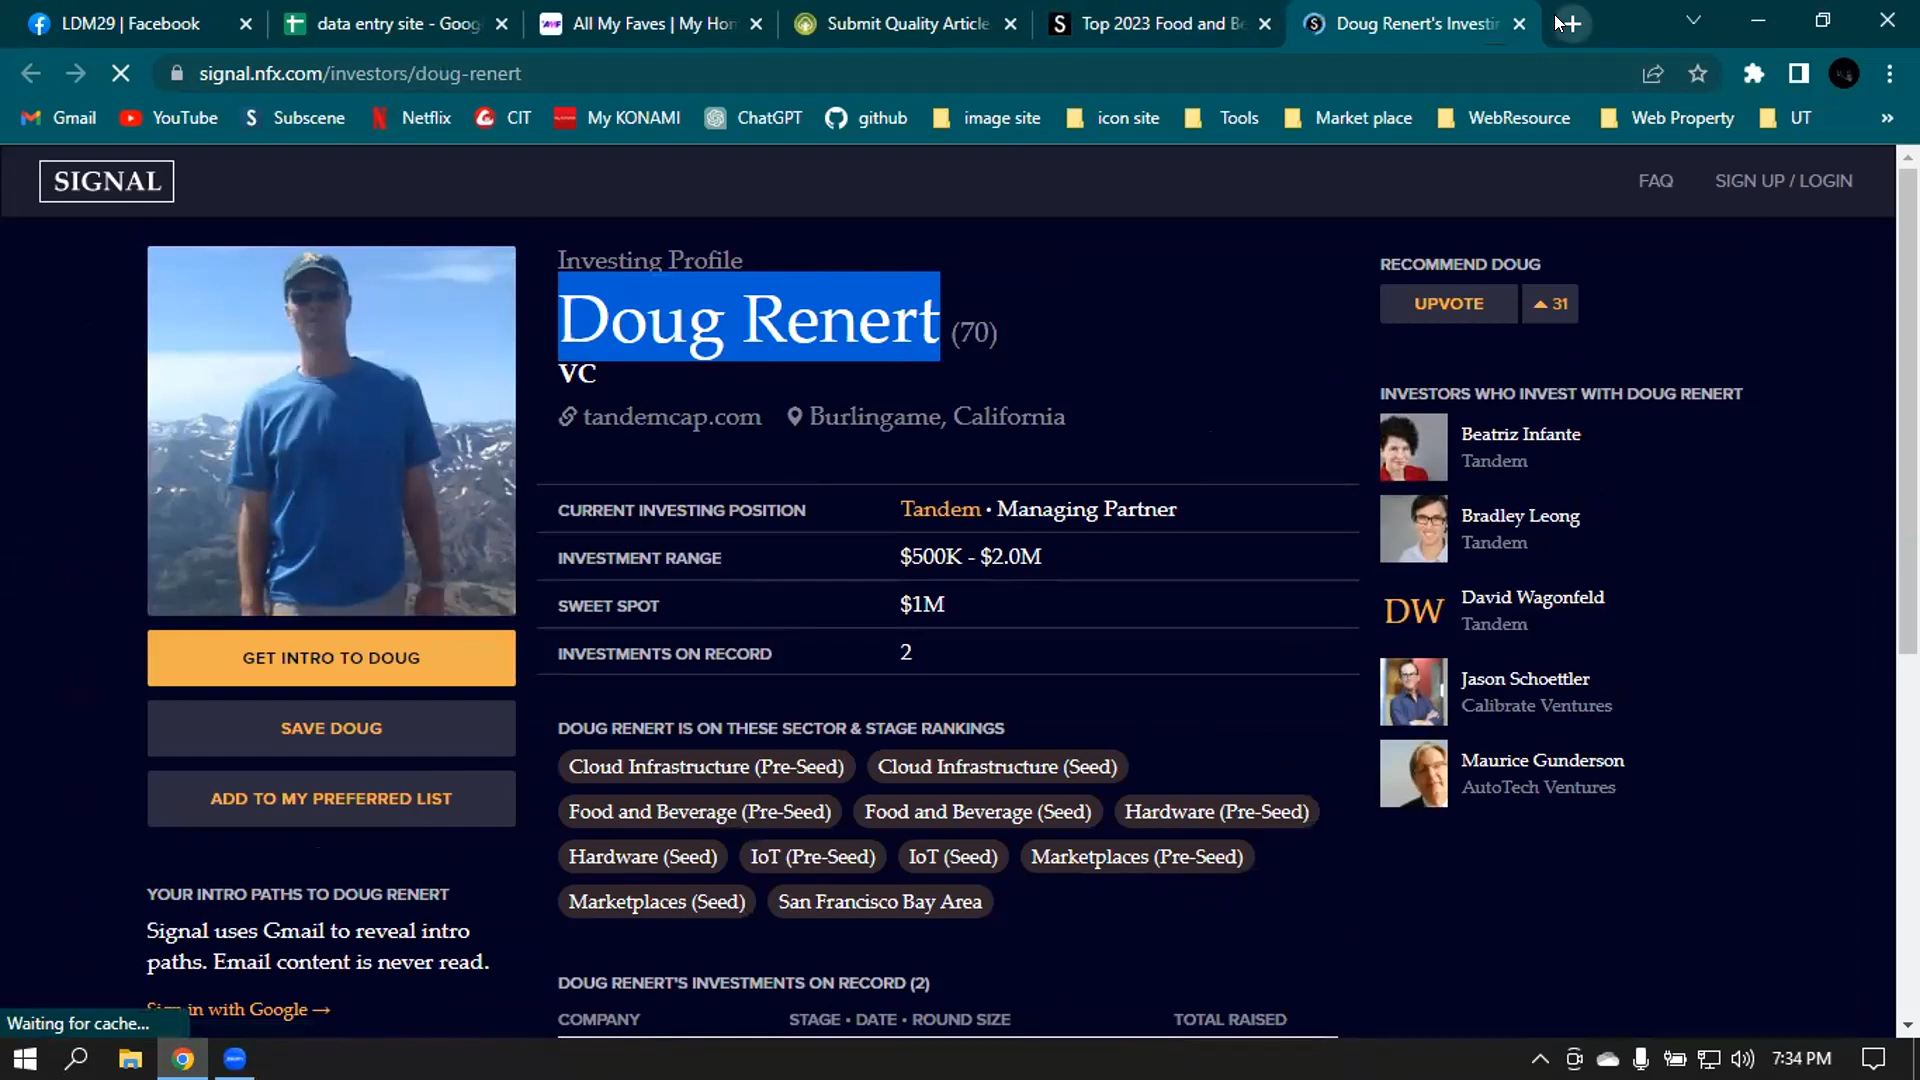 LDM29 | Facebook
data entry site - Goog
All My Faves | My Hom
Submit Quality Article
Top 2023 Food and Be
Doug Renert's Investin
signal.nfx.com/investors/doug-renert
Gmail
YouTube
Subscene
Netflix
CIT
My KONAMI
ChatGPT
github
image site
icon site
Tools
Market place
WebResource
Web Property
UT
»
SIGNAL
FAQ
SIGN UP / LOGIN
Investing Profile
Doug Renert (70)
VC
tandemcap.com
Burlingame, California
CURRENT INVESTING POSITION
Tandem • Managing Partner
INVESTMENT RANGE
$500K - $2.0M
SWEET SPOT
$1M
INVESTMENTS ON RECORD
2
DOUG RENERT IS ON THESE SECTOR & STAGE RANKINGS
Cloud Infrastructure (Pre-Seed)
Cloud Infrastructure (Seed)
Food and Beverage (Pre-Seed)
Food and Beverage (Seed)
Hardware (Pre-Seed)
Hardware (Seed)
IoT (Pre-Seed)
IoT (Seed)
Marketplaces (Pre-Seed)
Marketplaces (Seed)
San Francisco Bay Area
DOUG RENERT'S INVESTMENTS ON RECORD (2)
COMPANY
STAGE • DATE • ROUND SIZE
TOTAL RAISED
GET INTRO TO DOUG
SAVE DOUG
ADD TO MY PREFERRED LIST
YOUR INTRO PATHS TO DOUG RENERT
Signal uses Gmail to reveal intro
paths. Email content is never read.
Sign in with Google →
RECOMMEND DOUG
UPVOTE
31
INVESTORS WHO INVEST WITH DOUG RENERT
Beatriz Infante
Tandem
Bradley Leong
Tandem
DW
David Wagonfeld
Tandem
Jason Schoettler
Calibrate Ventures
Maurice Gunderson
AutoTech Ventures
Waiting for cache...
7:34 PM